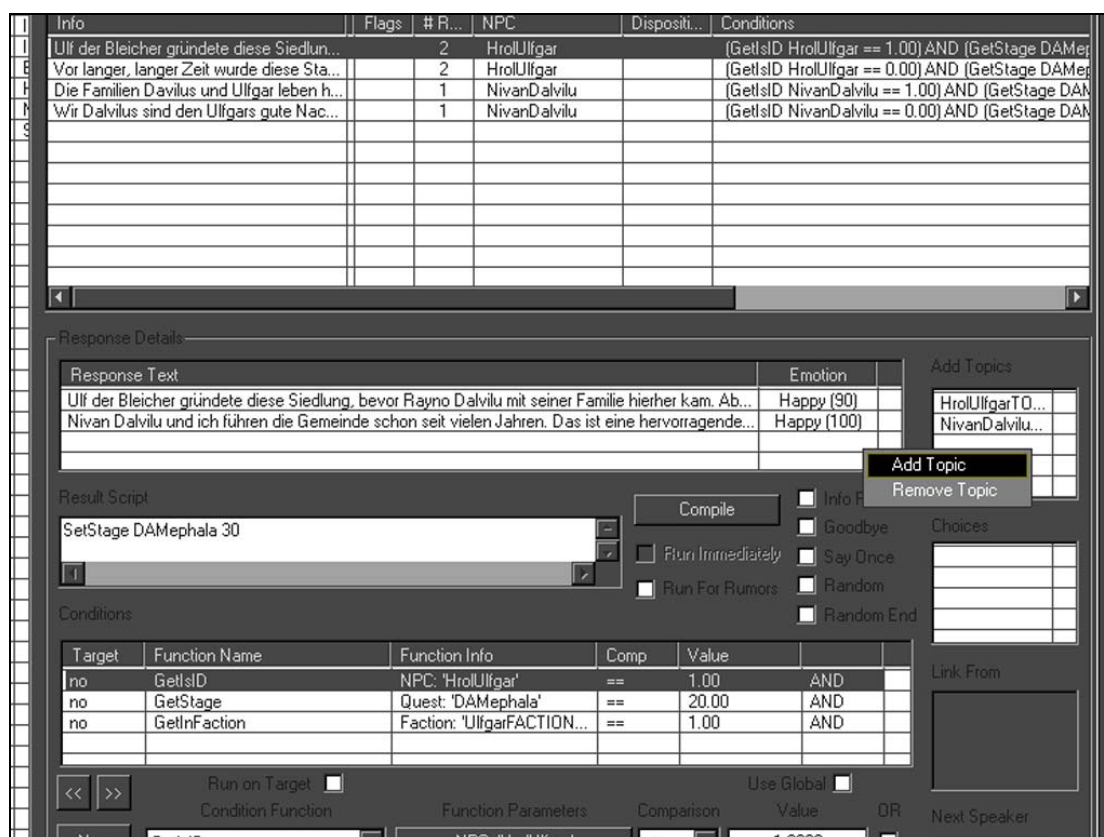 Info Flags # R... NPC Dispositi... Conditions
Ulf der Bleicher gründete diese Siedlun... 2 HrolUlfgar (GetIsID HrolUlfgar == 1.00) AND (GetStage DAMep
Vor langer, langer Zeit wurde diese Sta... 2 HrolUlfgar (GetIsID HrolUlfgar == 0.00) AND (GetStage DAMep
Die Familien Davilus und Ulfgar leben h... 1 NivanDalvilu (GetIsID NivanDalvilu == 1.00) AND (GetStage DAM
Wir Dalvilus sind den Ulfgars gute Nac... 1 NivanDalvilu (GetIsID NivanDalvilu == 0.00) AND (GetStage DAM
Response Details
Response Text Emotion
Add Topics
Ulf der Bleicher gründete diese Siedlung, bevor Rayno Dalvilu mit seiner Familie hierher kam. Ab... Happy (90)
Nivan Dalvilu und ich führen die Gemeinde schon seit vielen Jahren. Das ist eine hervorragende... Happy (100)
HrolUlfgarTO...
NivanDalvilu...
Add Topic
Remove Topic
Result Script
Compile
Info
SetStage DAMephala 30
Goodbye
Choices
Run Immediately
Say Once
Run For Rumors
Random
Random End
Conditions
Target Function Name Function Info Comp Value
no GetIsID NPC: 'HrolUlfgar' == 1.00 AND
no GetStage Quest: 'DAMephala' == 20.00 AND
no GetInFaction Faction: 'UlfgarFACTION... == 1.00 AND
Link From
<< >>
Run on Target
Use Global
Condition Function Function Parameters Comparison Value OR
Next Speaker